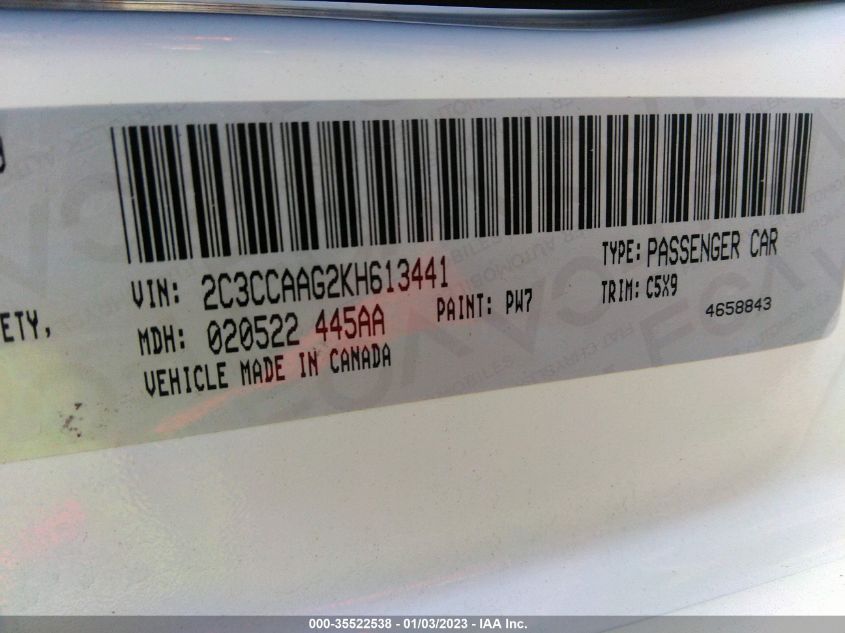 VIN: 2C3CCAAG2KH613441
TYPE: PASSENGER CAR
ETY,
MDH: 020522 445AA
PAINT: PW7
TRIM: C5X9
4658843
VEHICLE MADE IN CANADA
000-35522538 - 01/03/2023 - IAA Inc.